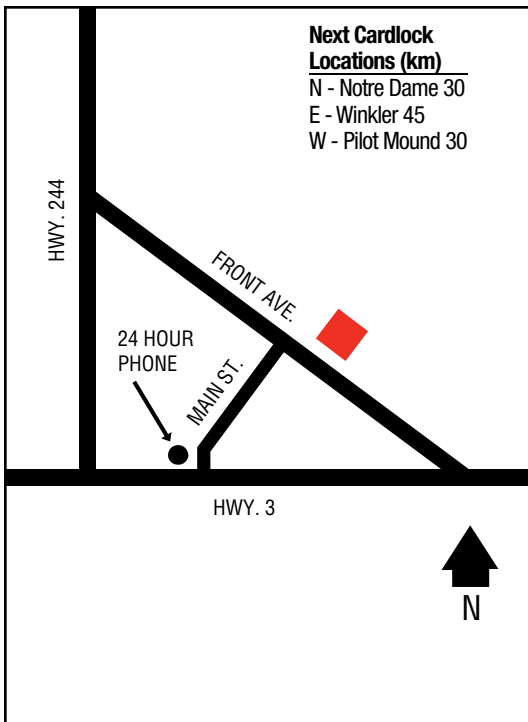 Next Cardlock
Locations (km)
N - Notre Dame 30
E - Winkler 45
W - Pilot Mound 30
HWY. 244
FRONT AVE.
24 HOUR
PHONE
MAIN ST.
HWY. 3
N